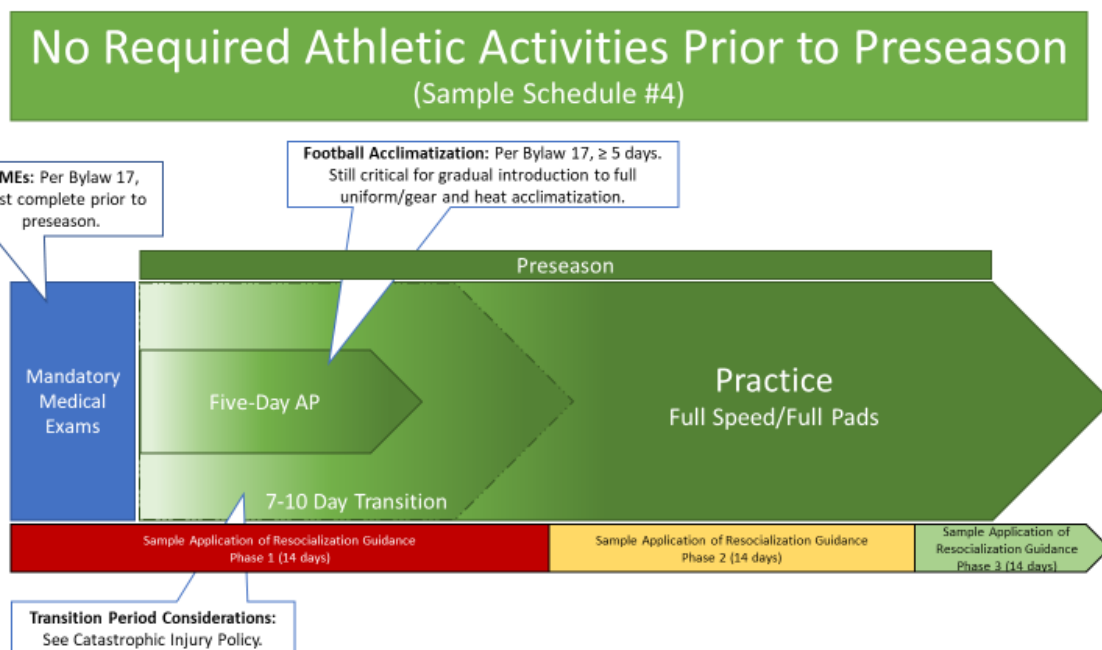 No Required Athletic Activities Prior to Preseason
(Sample Schedule #4)
MEs: Per Bylaw 17,
st complete prior to
preseason.
Football Acclimatization: Per Bylaw 17, ≥ 5 days.
Still critical for gradual introduction to full
uniform/gear and heat acclimatization.
Preseason
Mandatory
Medical
Exams
Five-Day AP
7-10 Day Transition
Practice
Full Speed/Full Pads
Sample Application of Resocialization Guidance
Phase 1 (14 days)
Sample Application of Resocialization Guidance
Phase 2 (14 days)
Sample Application of
Resocialization Guidance
Phase 3 (14 days)
Transition Period Considerations:
See Catastrophic Injury Policy.